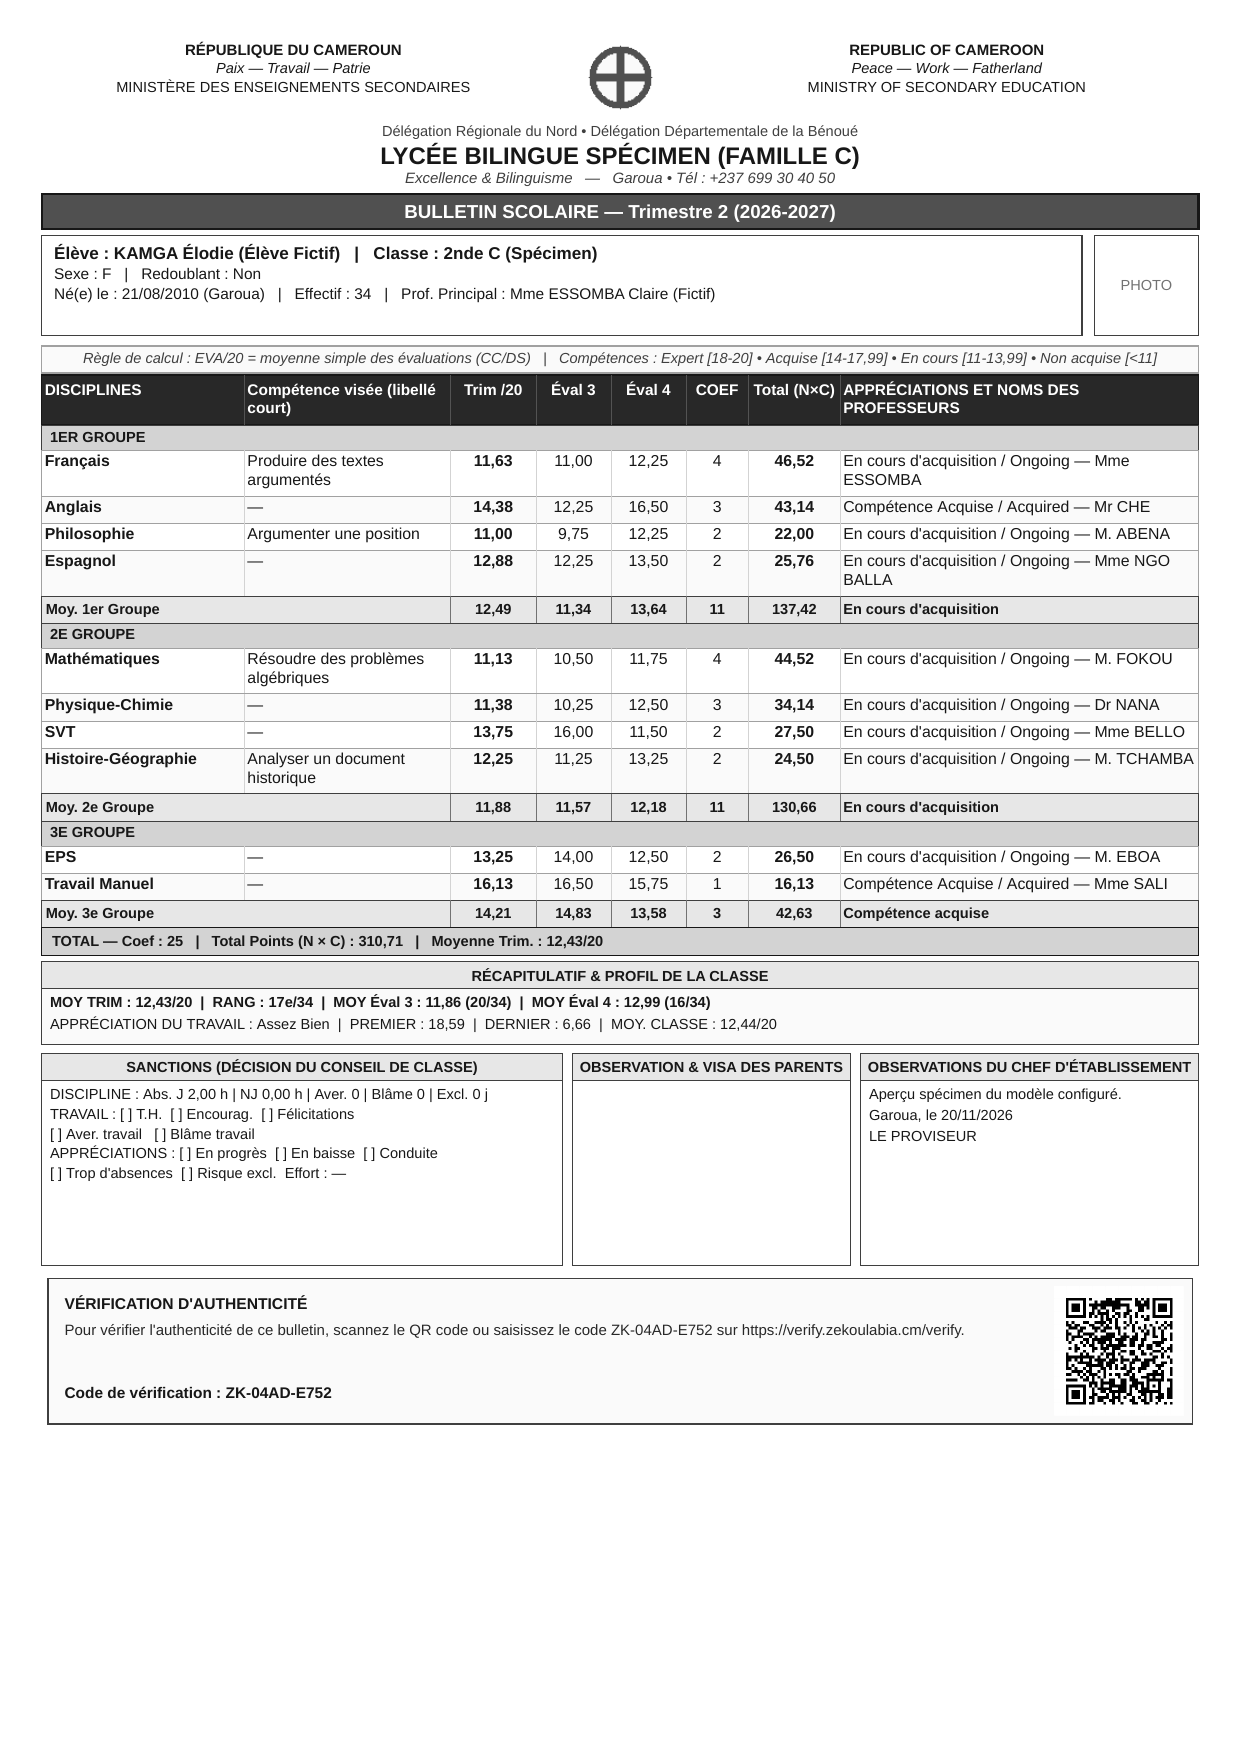 RÉPUBLIQUE DU CAMEROUN
Paix — Travail — Patrie
MINISTÈRE DES ENSEIGNEMENTS SECONDAIRES
REPUBLIC OF CAMEROON
Peace — Work — Fatherland
MINISTRY OF SECONDARY EDUCATION
Délégation Régionale du Nord • Délégation Départementale de la Bénoué
LYCÉE BILINGUE SPÉCIMEN (FAMILLE C)
Excellence & Bilinguisme — Garoua • Tél : +237 699 30 40 50
BULLETIN SCOLAIRE — Trimestre 2 (2026-2027)
Élève : KAMGA Élodie (Élève Fictif) | Classe : 2nde C (Spécimen)
Sexe : F | Redoublant : Non
Né(e) le : 21/08/2010 (Garoua) | Effectif : 34 | Prof. Principal : Mme ESSOMBA Claire (Fictif)
PHOTO
Règle de calcul : EVA/20 = moyenne simple des évaluations (CC/DS) | Compétences : Expert [18-20] • Acquise [14-17,99] • En cours [11-13,99] • Non acquise [<11]
DISCIPLINES Compétence visée (libellé court) Trim /20 Éval 3 Éval 4 COEF Total (N×C) APPRÉCIATIONS ET NOMS DES PROFESSEURS
1ER GROUPE
Français Produire des textes argumentés 11,63 11,00 12,25 4 46,52 En cours d'acquisition / Ongoing — Mme ESSOMBA
Anglais — 14,38 12,25 16,50 3 43,14 Compétence Acquise / Acquired — Mr CHE
Philosophie Argumenter une position 11,00 9,75 12,25 2 22,00 En cours d'acquisition / Ongoing — M. ABENA
Espagnol — 12,88 12,25 13,50 2 25,76 En cours d'acquisition / Ongoing — Mme NGO BALLA
Moy. 1er Groupe 12,49 11,34 13,64 11 137,42 En cours d'acquisition
2E GROUPE
Mathématiques Résoudre des problèmes algébriques 11,13 10,50 11,75 4 44,52 En cours d'acquisition / Ongoing — M. FOKOU
Physique-Chimie — 11,38 10,25 12,50 3 34,14 En cours d'acquisition / Ongoing — Dr NANA
SVT — 13,75 16,00 11,50 2 27,50 En cours d'acquisition / Ongoing — Mme BELLO
Histoire-Géographie Analyser un document historique 12,25 11,25 13,25 2 24,50 En cours d'acquisition / Ongoing — M. TCHAMBA
Moy. 2e Groupe 11,88 11,57 12,18 11 130,66 En cours d'acquisition
3E GROUPE
EPS — 13,25 14,00 12,50 2 26,50 En cours d'acquisition / Ongoing — M. EBOA
Travail Manuel — 16,13 16,50 15,75 1 16,13 Compétence Acquise / Acquired — Mme SALI
Moy. 3e Groupe 14,21 14,83 13,58 3 42,63 Compétence acquise
TOTAL — Coef : 25 | Total Points (N × C) : 310,71 | Moyenne Trim. : 12,43/20
RÉCAPITULATIF & PROFIL DE LA CLASSE
MOY TRIM : 12,43/20 | RANG : 17e/34 | MOY Éval 3 : 11,86 (20/34) | MOY Éval 4 : 12,99 (16/34)
APPRÉCIATION DU TRAVAIL : Assez Bien | PREMIER : 18,59 | DERNIER : 6,66 | MOY. CLASSE : 12,44/20
SANCTIONS (DÉCISION DU CONSEIL DE CLASSE)
DISCIPLINE : Abs. J 2,00 h | NJ 0,00 h | Aver. 0 | Blâme 0 | Excl. 0 j
TRAVAIL : [ ] T.H. [ ] Encourag. [ ] Félicitations
[ ] Aver. travail [ ] Blâme travail
APPRÉCIATIONS : [ ] En progrès [ ] En baisse [ ] Conduite
[ ] Trop d'absences [ ] Risque excl. Effort : —
OBSERVATION & VISA DES PARENTS
OBSERVATIONS DU CHEF D'ÉTABLISSEMENT
Aperçu spécimen du modèle configuré.
Garoua, le 20/11/2026
LE PROVISEUR
VÉRIFICATION D'AUTHENTICITÉ
Pour vérifier l'authenticité de ce bulletin, scannez le QR code ou saisissez le code ZK-04AD-E752 sur https://verify.zekoulabia.cm/verify.
Code de vérification : ZK-04AD-E752